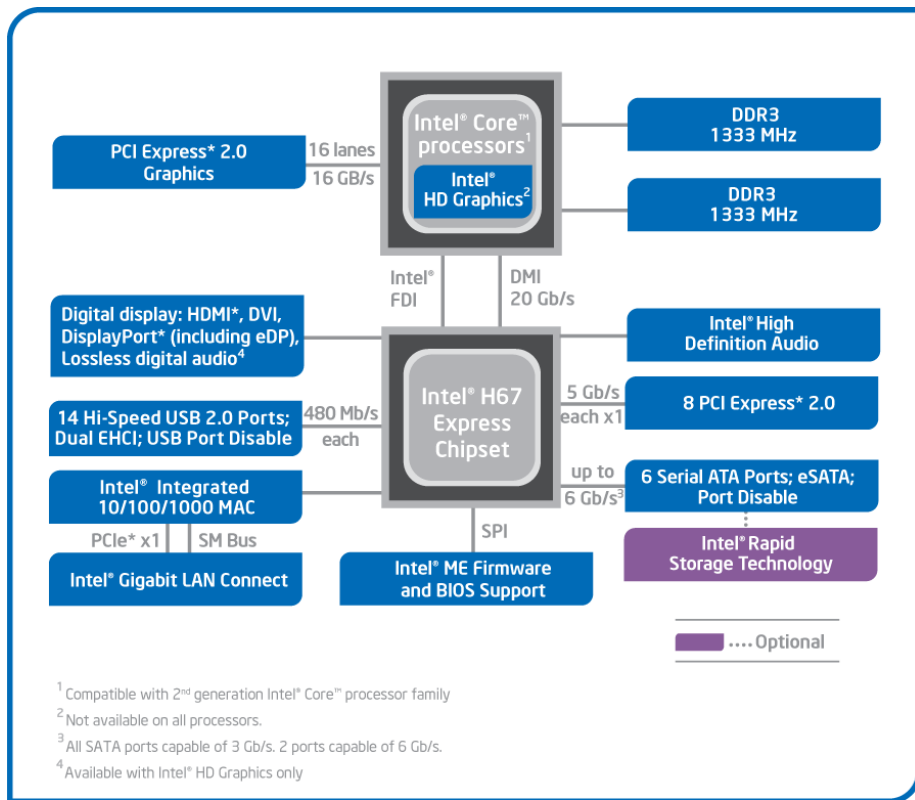 Intel® Core™
processors¹
Intel®
HD Graphics²
PCI Express* 2.0
Graphics
16 lanes
16 GB/s
DDR3
1333 MHz
DDR3
1333 MHz
Intel®
FDI
DMI
20 Gb/s
Digital display: HDMI*, DVI,
DisplayPort* (including eDP),
Lossless digital audio⁴
Intel® High
Definition Audio
Intel® H67
Express
Chipset
14 Hi-Speed USB 2.0 Ports;
Dual EHCI; USB Port Disable
480 Mb/s
each
5 Gb/s
each x1
8 PCI Express* 2.0
Intel® Integrated
10/100/1000 MAC
up to
6 Gb/s³
6 Serial ATA Ports; eSATA;
Port Disable
PCIe* x1
SM Bus
SPI
Intel® Rapid
Storage Technology
Intel® Gigabit LAN Connect
Intel® ME Firmware
and BIOS Support
....Optional
¹ Compatible with 2nd generation Intel® Core™ processor family
² Not available on all processors.
³ All SATA ports capable of 3 Gb/s. 2 ports capable of 6 Gb/s.
⁴ Available with Intel® HD Graphics only